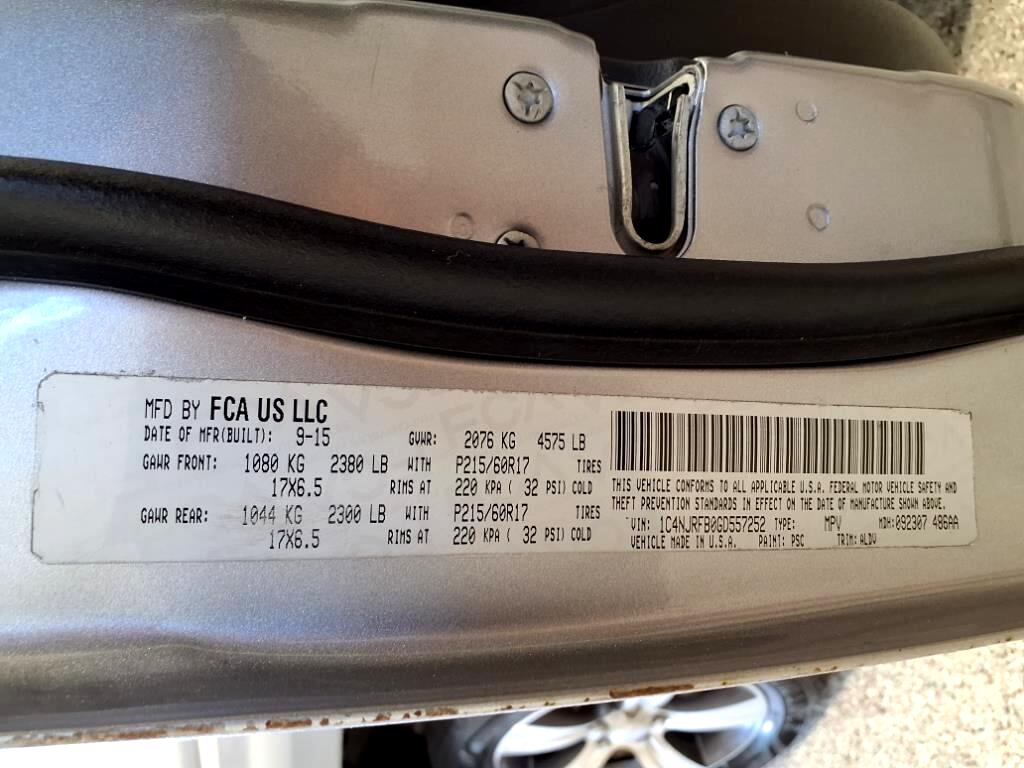 MFD BY FCA US LLC
DATE OF MFR(BUILT): 9-15 GVWR: 2076 KG 4575 LB
GAWR FRONT: 1080 KG 2380 LB WITH P215/60R17 TIRES
17X6.5 RIMS AT 220 KPA ( 32 PSI) COLD
GAWR REAR: 1044 KG 2300 LB WITH P215/60R17 TIRES
17X6.5 RIMS AT 220 KPA ( 32 PSI) COLD
THIS VEHICLE CONFORMS TO ALL APPLICABLE U.S.A. FEDERAL MOTOR VEHICLE SAFETY AND
THEFT PREVENTION STANDARDS IN EFFECT ON THE DATE OF MANUFACTURE SHOWN ABOVE.
VIN: 1C4NJRFB0GD557252 TYPE: MPV MDH:092307 486AA
VEHICLE MADE IN U.S.A. PAINT: PSC TRIM: ALDV